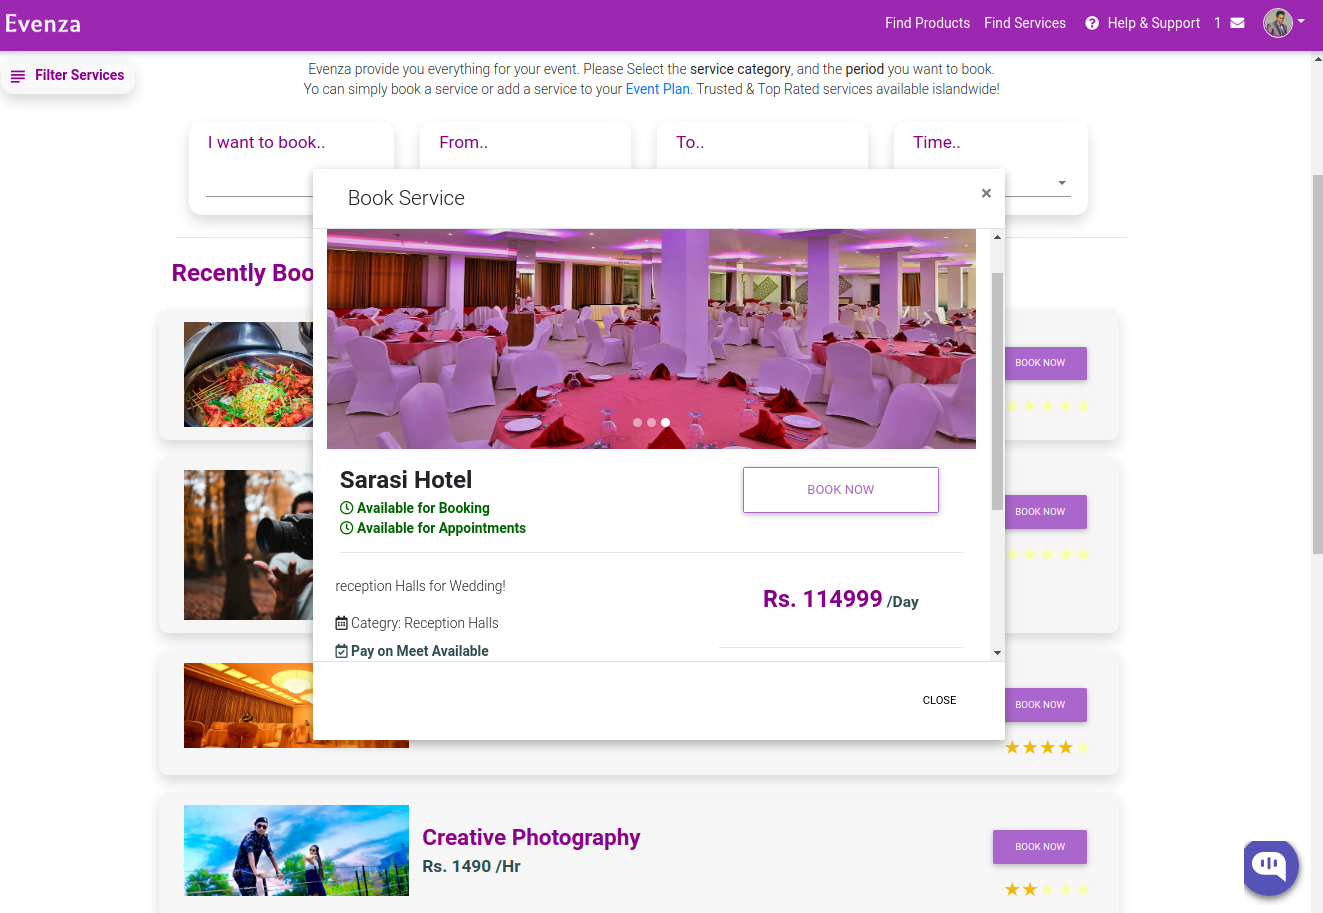 Evenza
Find Products Find Services Help & Support 1
Filter Services
Evenza provide you everything for your event. Please Select the service category, and the period you want to book.
Yo can simply book a service or add a service to your Event Plan. Trusted & Top Rated services available islandwide!
I want to book.. From.. To.. Time..
Book Service ×
Recently Boo
BOOK NOW
Sarasi Hotel
BOOK NOW
Available for Booking
Available for Appointments
BOOK NOW
reception Halls for Wedding!
Rs. 114999 /Day
Categry: Reception Halls
Pay on Meet Available
CLOSE
BOOK NOW
Creative Photography
Rs. 1490 /Hr
BOOK NOW